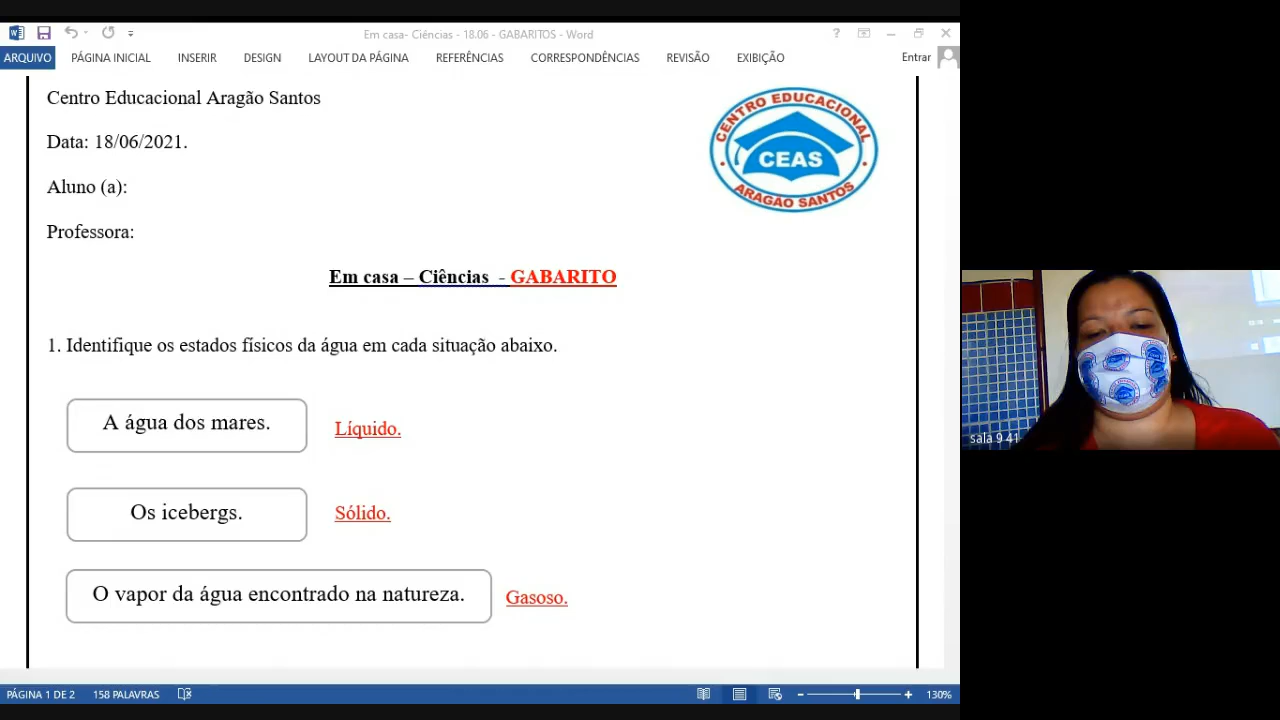 Em casa- Ciências - 18.06 - GABARITOS - Word
?
ARQUIVO PÁGINA INICIAL INSERIR DESIGN LAYOUT DA PÁGINA REFERÊNCIAS CORRESPONDÊNCIAS REVISÃO EXIBIÇÃO Entrar
Centro Educacional Aragão Santos
Data: 18/06/2021.
Aluno (a):
Professora:
CENTRO EDUCACIONAL
CEAS
ARAGÃO SANTOS
Em casa – Ciências - GABARITO
1. Identifique os estados físicos da água em cada situação abaixo.
A água dos mares. Líquido.
Os icebergs. Sólido.
O vapor da água encontrado na natureza. Gasoso.
sala 9 41
PÁGINA 1 DE 2 158 PALAVRAS 130%